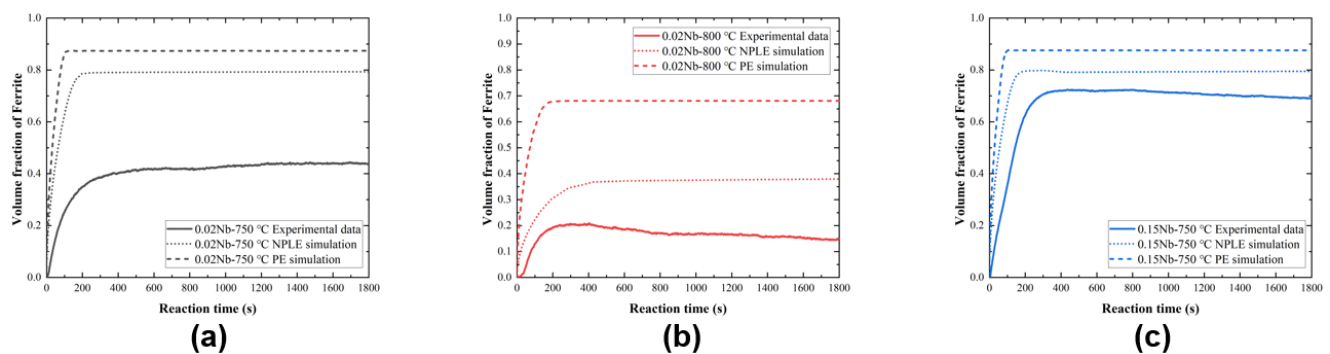 Volume fraction of Ferrite
1.0
0.8
0.6
0.4
0.2
0.0
0.02Nb-750 °C Experimental data
0.02Nb-750 °C NPLE simulation
0.02Nb-750 °C PE simulation
0 200 400 600 800 1000 1200 1400 1600 1800
Reaction time (s)
(a)
Volume fraction of Ferrite
1.0
0.9
0.8
0.7
0.6
0.5
0.4
0.3
0.2
0.1
0.0
0.02Nb-800 °C Experimental data
0.02Nb-800 °C NPLE simulation
0.02Nb-800 °C PE simulation
0 200 400 600 800 1000 1200 1400 1600 1800
Reaction time (s)
(b)
Volume fraction of Ferrite
1.0
0.8
0.6
0.4
0.2
0.0
0.15Nb-750 °C Experimental data
0.15Nb-750 °C NPLE simulation
0.15Nb-750 °C PE simulation
0 200 400 600 800 1000 1200 1400 1600 1800
Reaction time (s)
(c)